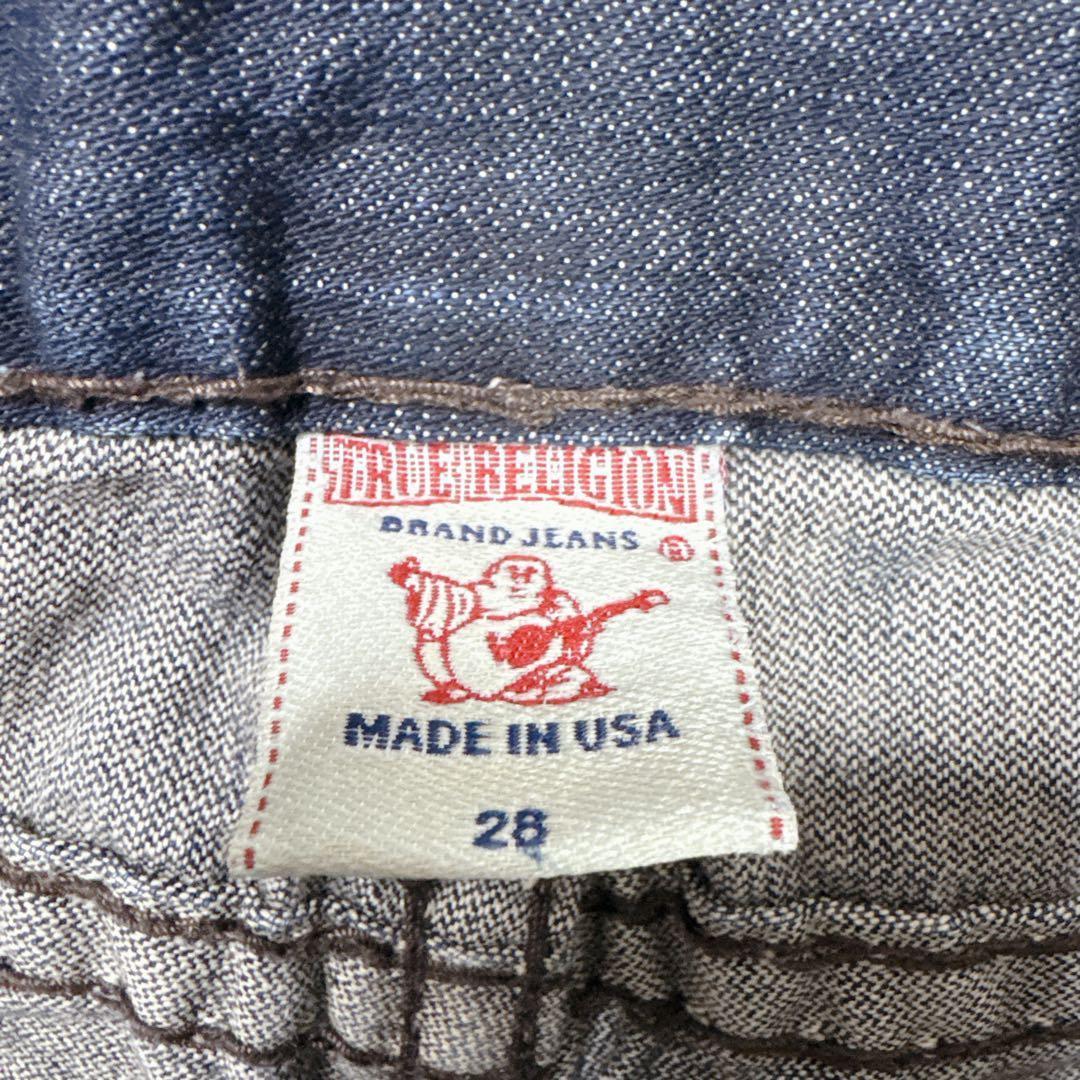 TRUE RELIGION
BRAND JEANS ®
MADE IN USA
28